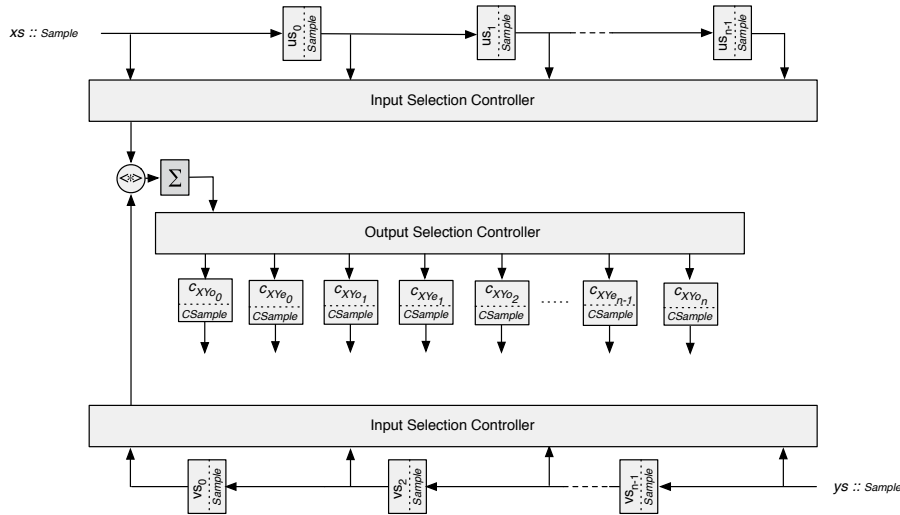 xs :: Sample
us0 Sample
us1 Sample
usn-1 Sample
Input Selection Controller
<*> Σ
Output Selection Controller
cXYo0 cXYe0 cXYo1 cXYe1 cXYo2 ..... cXYen-1 cXYon
CSample CSample CSample CSample CSample CSample CSample
Input Selection Controller
vs0 Sample
vs2 Sample
vsn-1 Sample
ys :: Sample